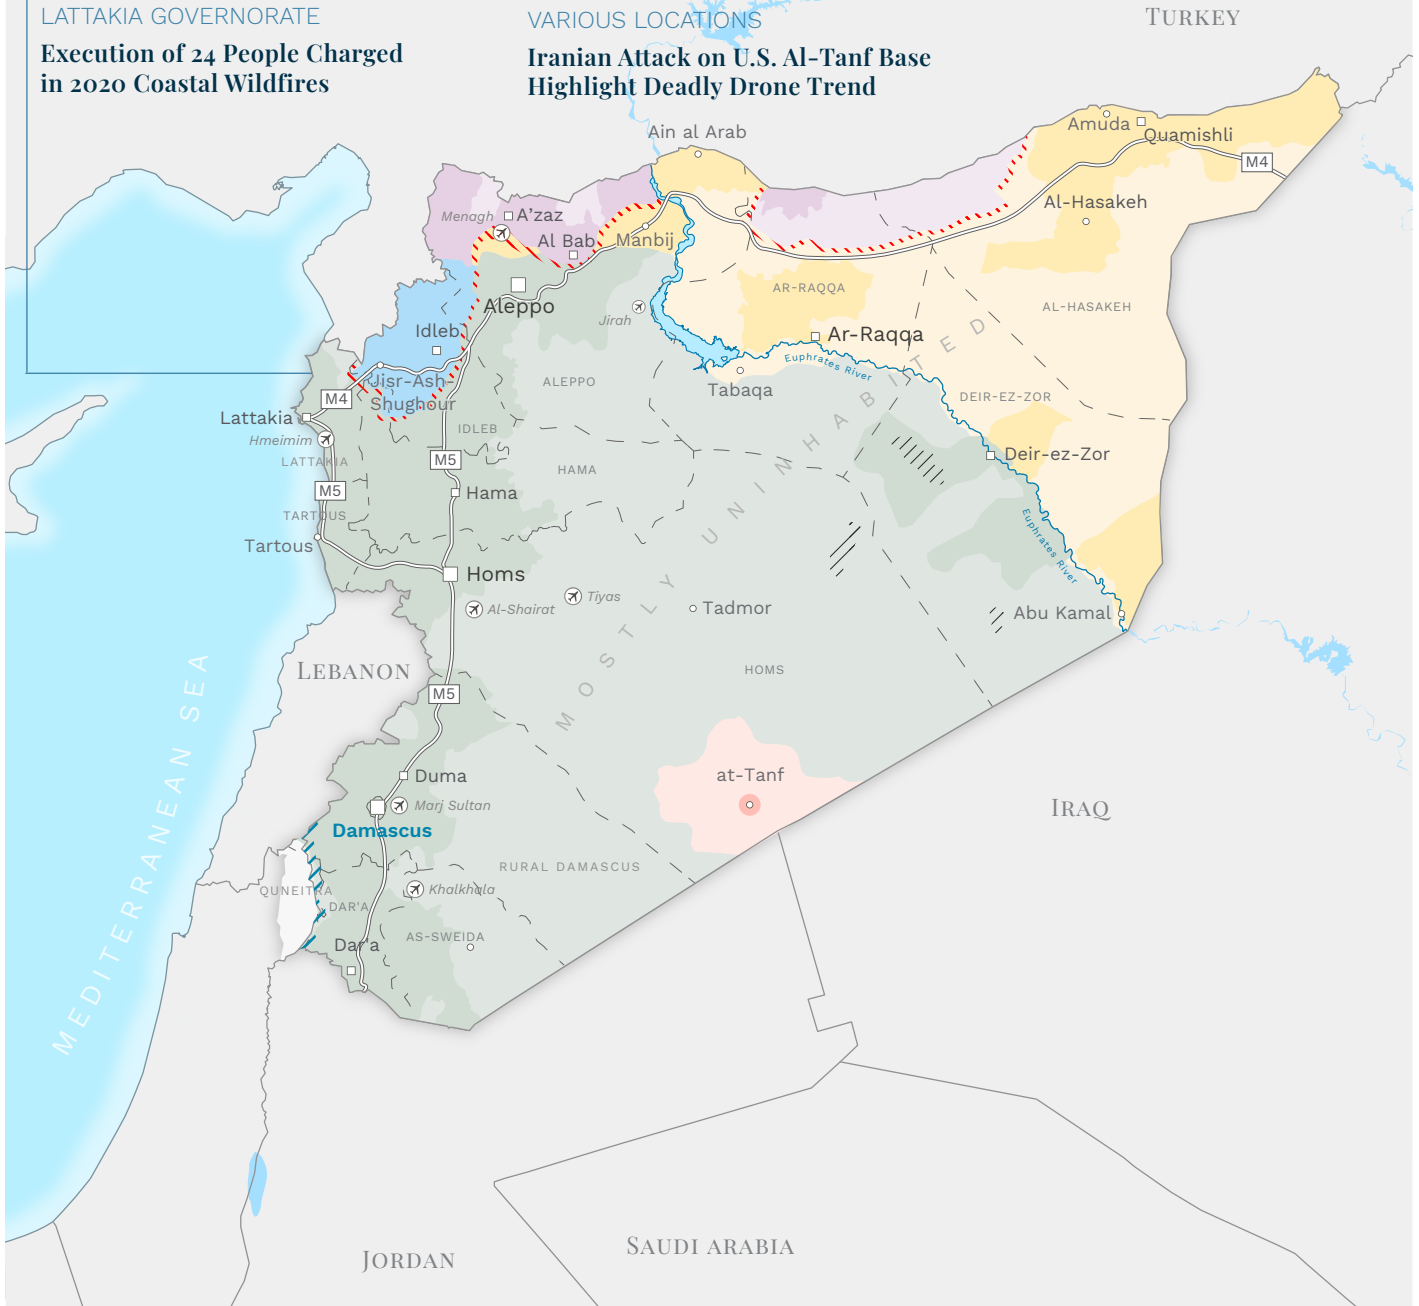 LATTAKIA GOVERNORATE
Execution of 24 People Charged
in 2020 Coastal Wildfires
VARIOUS LOCATIONS
Iranian Attack on U.S. Al-Tanf Base
Highlight Deadly Drone Trend
TURKEY
Ain al Arab
Amuda
Quamishli
M4
Menagh
A'zaz
Al Bab
Manbij
Al-Hasakeh
Aleppo
AR-RAQQA
AL-HASAKEH
Jirah
Idleb
Ar-Raqqa
Euphrates River
Jisr-Ash-
Shughour
ALEPPO
Tabaqa
M4
DEIR-EZ-ZOR
Lattakia
IDLEB
Hmeimim
LATTAKIA
M5
HAMA
Deir-ez-Zor
M5
Hama
TARTOUS
Tartous
Euphrates River
MOSTLY UNINHABITED
Homs
Tiyas
Al-Shairat
Tadmor
Abu Kamal
LEBANON
HOMS
M5
MEDITERRANEAN SEA
at-Tanf
Duma
Marj Sultan
IRAQ
Damascus
RURAL DAMASCUS
QUNEITRA
Khalkhala
DAR'A
AS-SWEIDA
Dar'a
JORDAN
SAUDI ARABIA